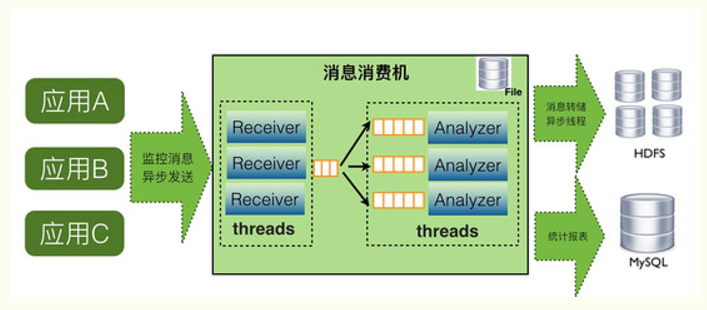 应用A
应用B
应用C
监控消息
异步发送
消息消费机
File
Receiver
Receiver
Receiver
threads
Analyzer
Analyzer
Analyzer
threads
消息转储
异步线程
HDFS
统计报表
MySQL